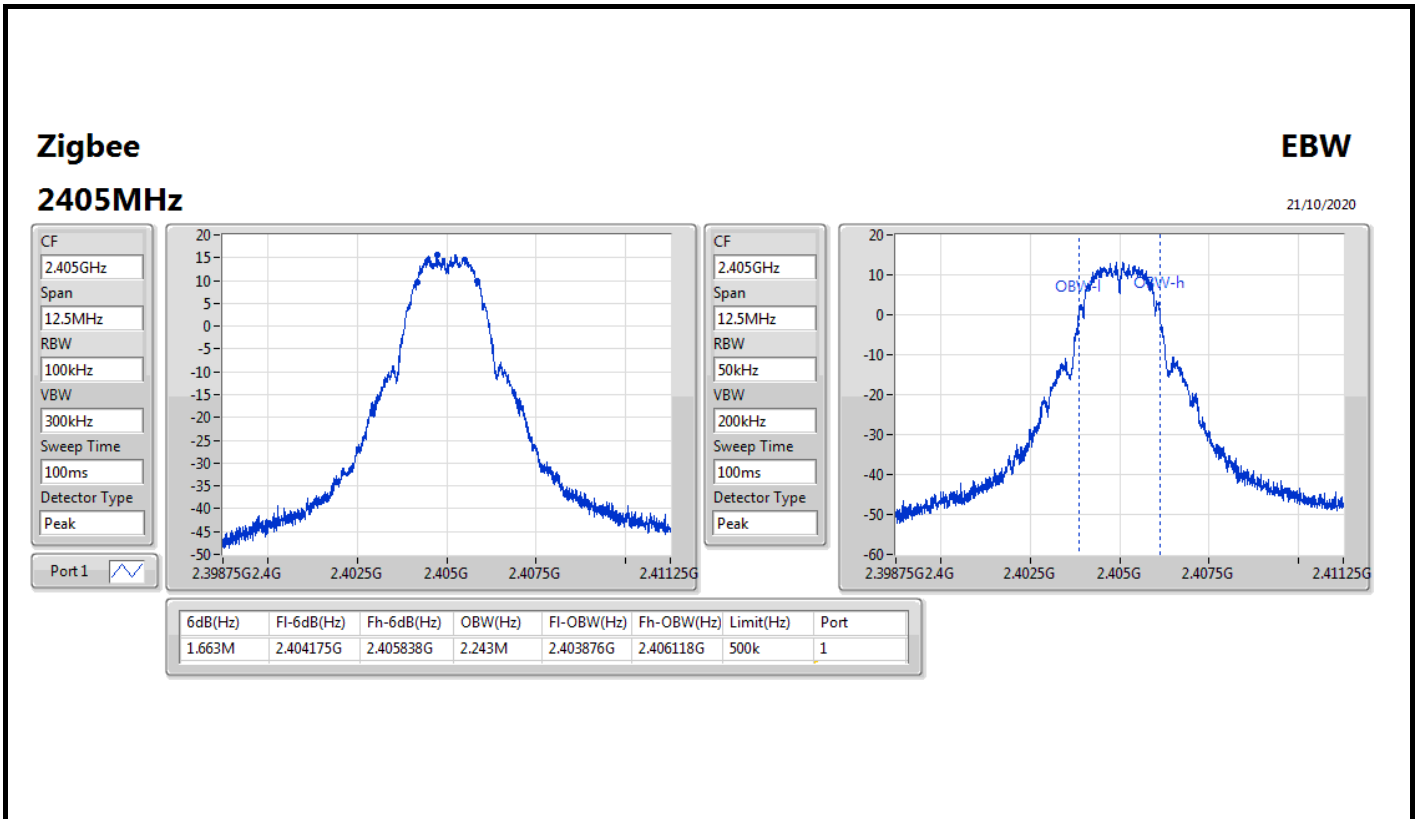 Zigbee
EBW
2405MHz
21/10/2020
CF
2.405GHz
Span
12.5MHz
RBW
100kHz
VBW
300kHz
Sweep Time
100ms
Detector Type
Peak
Port 1
20
15
10
5
0
-5
-10
-15
-20
-25
-30
-35
-40
-45
-50
2.39875G 2.4G 2.4025G 2.405G 2.4075G 2.41125G
CF
2.405GHz
Span
12.5MHz
RBW
50kHz
VBW
200kHz
Sweep Time
100ms
Detector Type
Peak
20
10
0
-10
-20
-30
-40
-50
-60
OBW-l OBW-h
2.39875G 2.4G 2.4025G 2.405G 2.4075G 2.41125G
6dB(Hz) Fl-6dB(Hz) Fh-6dB(Hz) OBW(Hz) Fl-OBW(Hz) Fh-OBW(Hz) Limit(Hz) Port
1.663M 2.404175G 2.405838G 2.243M 2.403876G 2.406118G 500k 1